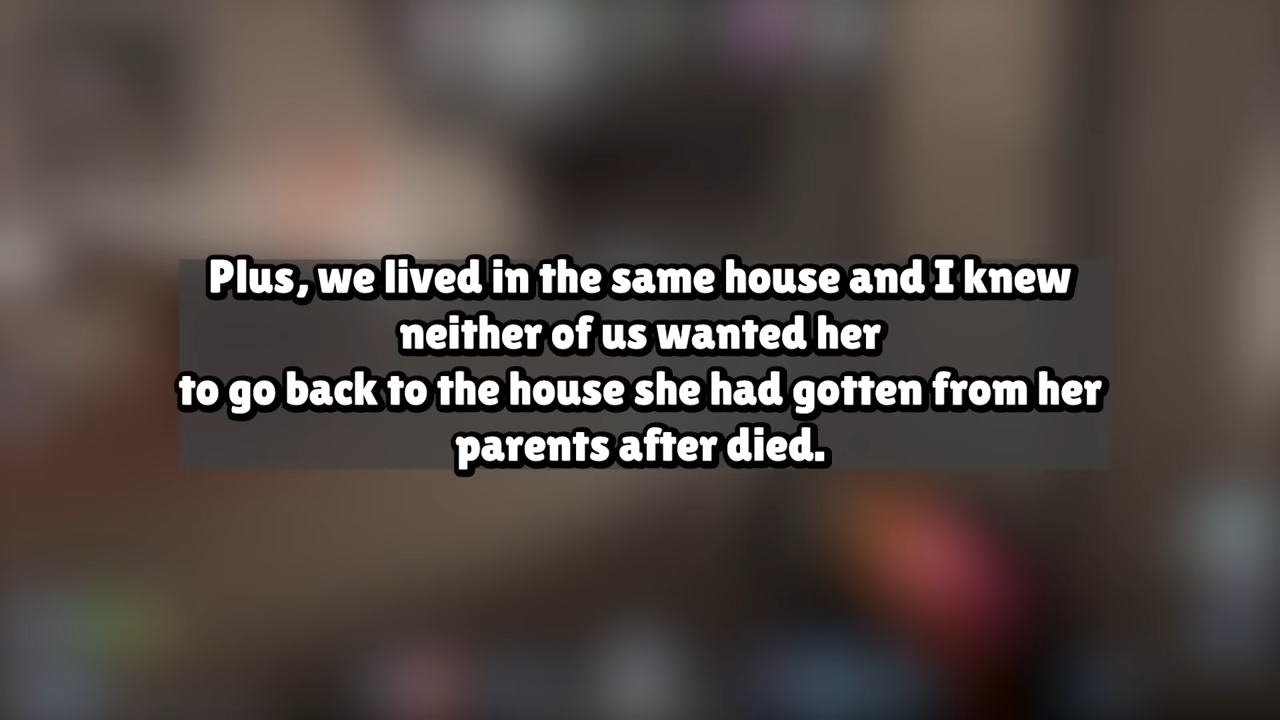 Plus, we lived in the same house and I knew
neither of us wanted her
to go back to the house she had gotten from her
parents after died.